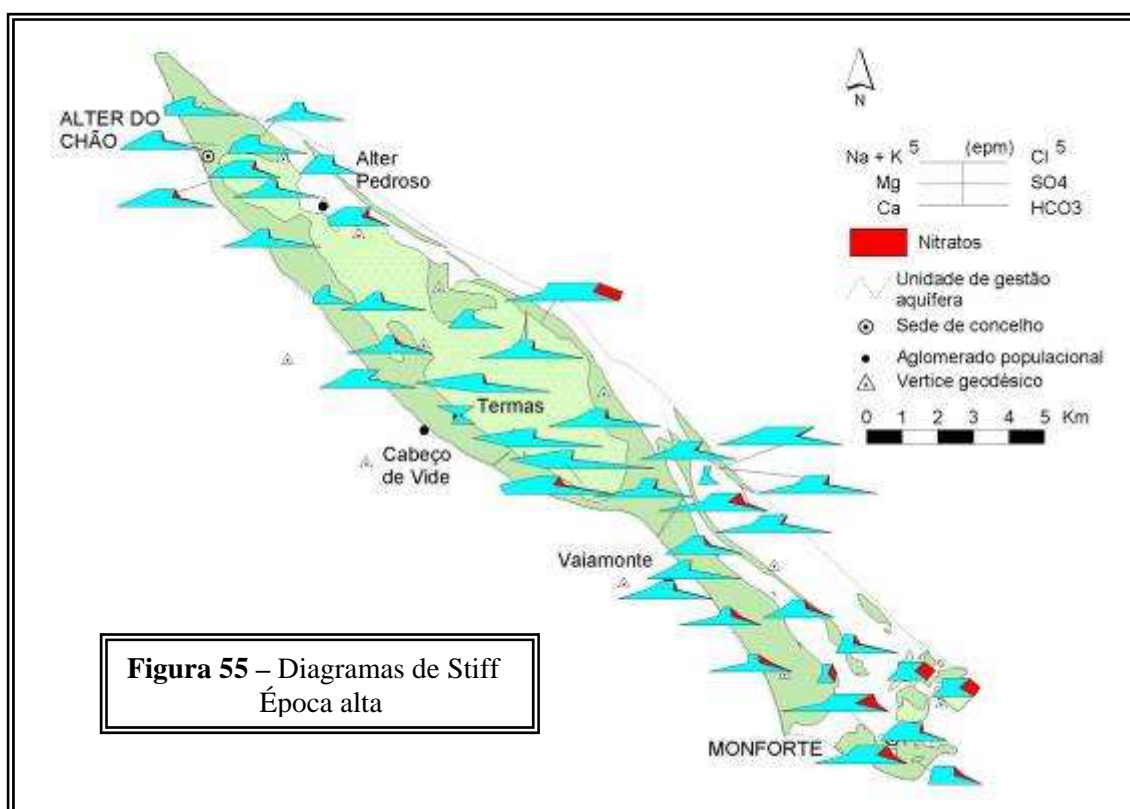 ALTER DO
CHÃO
Alter
Pedroso
Termas
Cabeço
de Vide
Vaiamonte
MONFORTE
N
Na + K 5 (epm) Cl 5
Mg SO4
Ca HCO3
Nitratos
Unidade de gestão
aquífera
Sede de concelho
Aglomerado populacional
Vertice geodésico
0 1 2 3 4 5 Km
Figura 55 – Diagramas de Stiff
Época alta